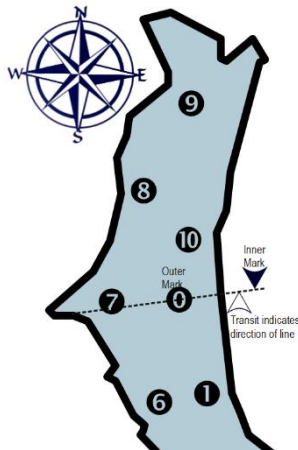 N
W E
S
9
8
10
Inner
Mark
Outer
Mark
7 0
Transit indicates
direction of line
6 1